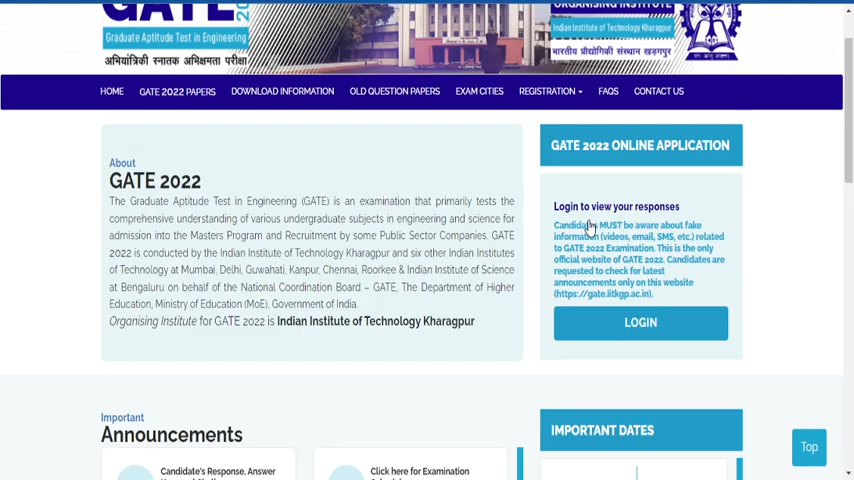 GATE 20
Graduate Aptitude Test in Engineering
अभियांत्रिकी स्नातक अभिक्षमता परीक्षा
ORGANISING INSTITUTE
Indian Institute of Technology Kharagpur
भारतीय प्रौद्योगिकी संस्थान खड़गपुर
HOME GATE 2022 PAPERS DOWNLOAD INFORMATION OLD QUESTION PAPERS EXAM CITIES REGISTRATION FAQS CONTACT US
About
GATE 2022
The Graduate Aptitude Test in Engineering (GATE) is an examination that primarily tests the
comprehensive understanding of various undergraduate subjects in engineering and science for
admission into the Masters Program and Recruitment by some Public Sector Companies. GATE
2022 is conducted by the Indian Institute of Technology Kharagpur and six other Indian Institutes
of Technology at Mumbai, Delhi, Guwahati, Kanpur, Chennai, Roorkee & Indian Institute of Science
at Bengaluru on behalf of the National Coordination Board – GATE, The Department of Higher
Education, Ministry of Education (MoE), Government of India.
Organising Institute for GATE 2022 is Indian Institute of Technology Kharagpur
GATE 2022 ONLINE APPLICATION
Login to view your responses
Candidates MUST be aware about fake
information (videos, email, SMS, etc.) related
to GATE 2022 Examination. This is the only
official website of GATE 2022. Candidates are
requested to check for latest
announcements only on this website
(https://gate.iitkgp.ac.in).
LOGIN
Important
Announcements
Candidate's Response, Answer
Click here for Examination
IMPORTANT DATES
Top